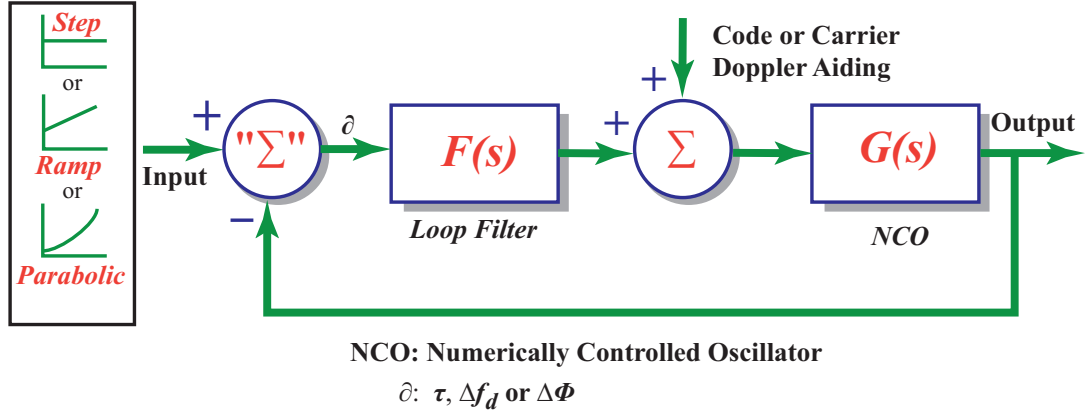 Step
or
Ramp
or
Parabolic
Input
+
−
"Σ"
∂
F(s)
Loop Filter
+
+
Σ
Code or Carrier
Doppler Aiding
G(s)
NCO
Output
NCO: Numerically Controlled Oscillator
∂: τ, Δf_d or ΔΦ